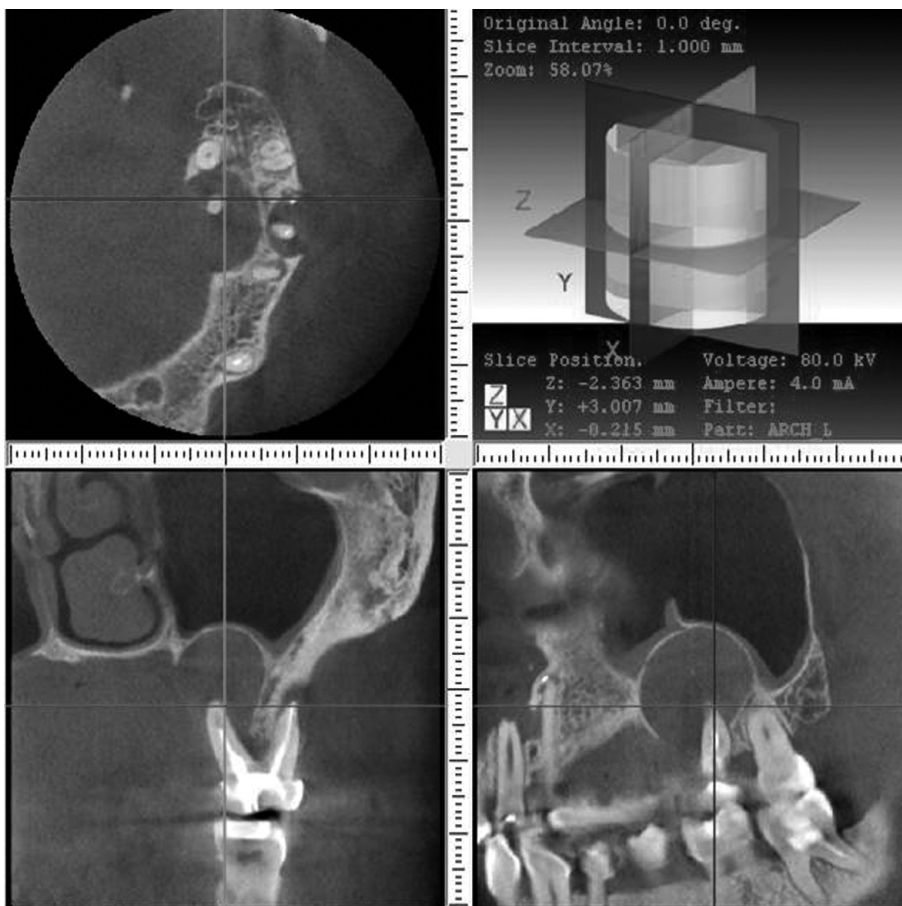 Original Angle: 0.0 deg.
Slice Interval: 1.000 mm
Zoom: 58.07%
Z
Y
X
Slice Position. Voltage: 80.0 kV
Z: -2.363 mm Ampere: 4.0 mA
Y: +3.007 mm Filter:
X: -0.215 mm Part: ARCH_L
Z
Y X